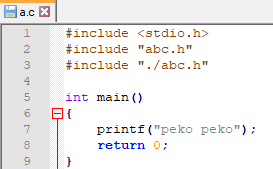 a.c
1 #include <stdio.h>
2 #include "abc.h"
3 #include "./abc.h"
4
5 int main()
6 {
7 printf("peko peko");
8 return 0;
9 }